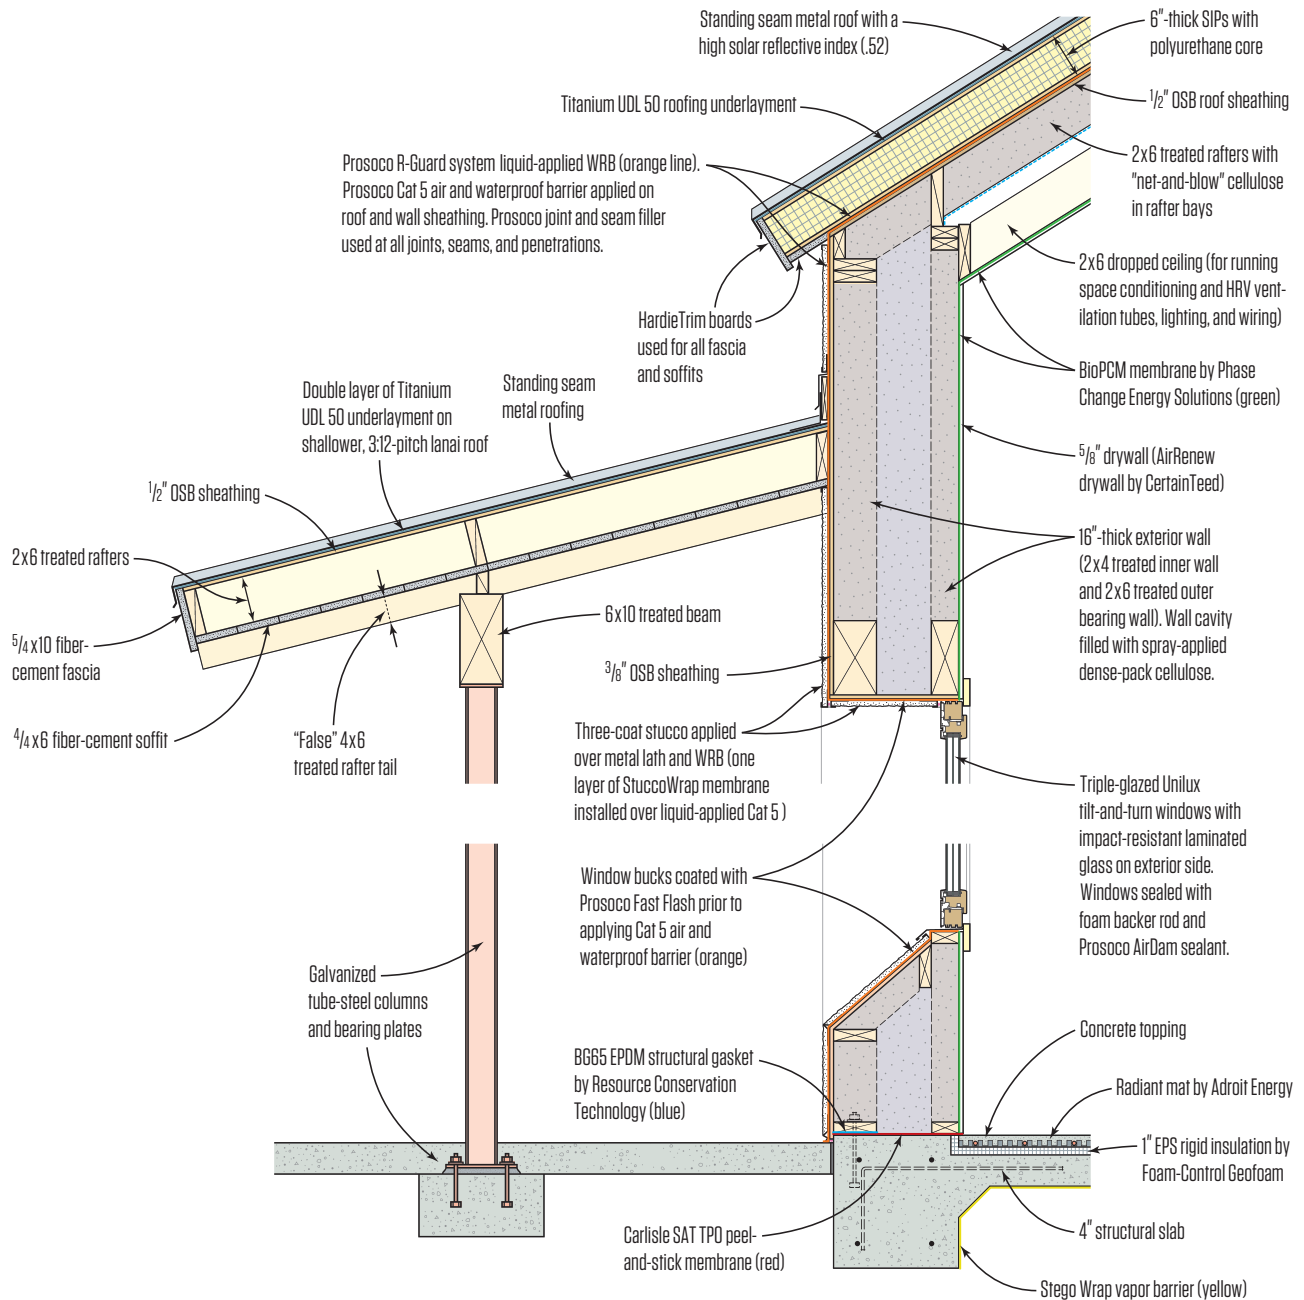 Standing seam metal roof with a
high solar reflective index (.52)
6"-thick SIPs with
polyurethane core
Titanium UDL 50 roofing underlayment
1/2" OSB roof sheathing
Prosoco R-Guard system liquid-applied WRB (orange line).
Prosoco Cat 5 air and waterproof barrier applied on
roof and wall sheathing. Prosoco joint and seam filler
used at all joints, seams, and penetrations.
2x6 treated rafters with
"net-and-blow" cellulose
in rafter bays
2x6 dropped ceiling (for running
space conditioning and HRV vent-
ilation tubes, lighting, and wiring)
HardieTrim boards
used for all fascia
and soffits
BioPCM membrane by Phase
Change Energy Solutions (green)
Double layer of Titanium
UDL 50 underlayment on
shallower, 3:12-pitch lanai roof
Standing seam
metal roofing
5/8" drywall (AirRenew
drywall by CertainTeed)
1/2" OSB sheathing
16"-thick exterior wall
(2x4 treated inner wall
and 2x6 treated outer
bearing wall). Wall cavity
filled with spray-applied
dense-pack cellulose.
2x6 treated rafters
6x10 treated beam
5/4 x10 fiber-
cement fascia
3/8" OSB sheathing
4/4 x6 fiber-cement soffit
“False” 4x6
treated rafter tail
Three-coat stucco applied
over metal lath and WRB (one
layer of StuccoWrap membrane
installed over liquid-applied Cat 5 )
Triple-glazed Unilux
tilt-and-turn windows with
impact-resistant laminated
glass on exterior side.
Windows sealed with
foam backer rod and
Prosoco AirDam sealant.
Window bucks coated with
Prosoco Fast Flash prior to
applying Cat 5 air and
waterproof barrier (orange)
Galvanized
tube-steel columns
and bearing plates
Concrete topping
BG65 EPDM structural gasket
by Resource Conservation
Technology (blue)
Radiant mat by Adroit Energy
1" EPS rigid insulation by
Foam-Control Geofoam
Carlisle SAT TPO peel-
and-stick membrane (red)
4" structural slab
Stego Wrap vapor barrier (yellow)